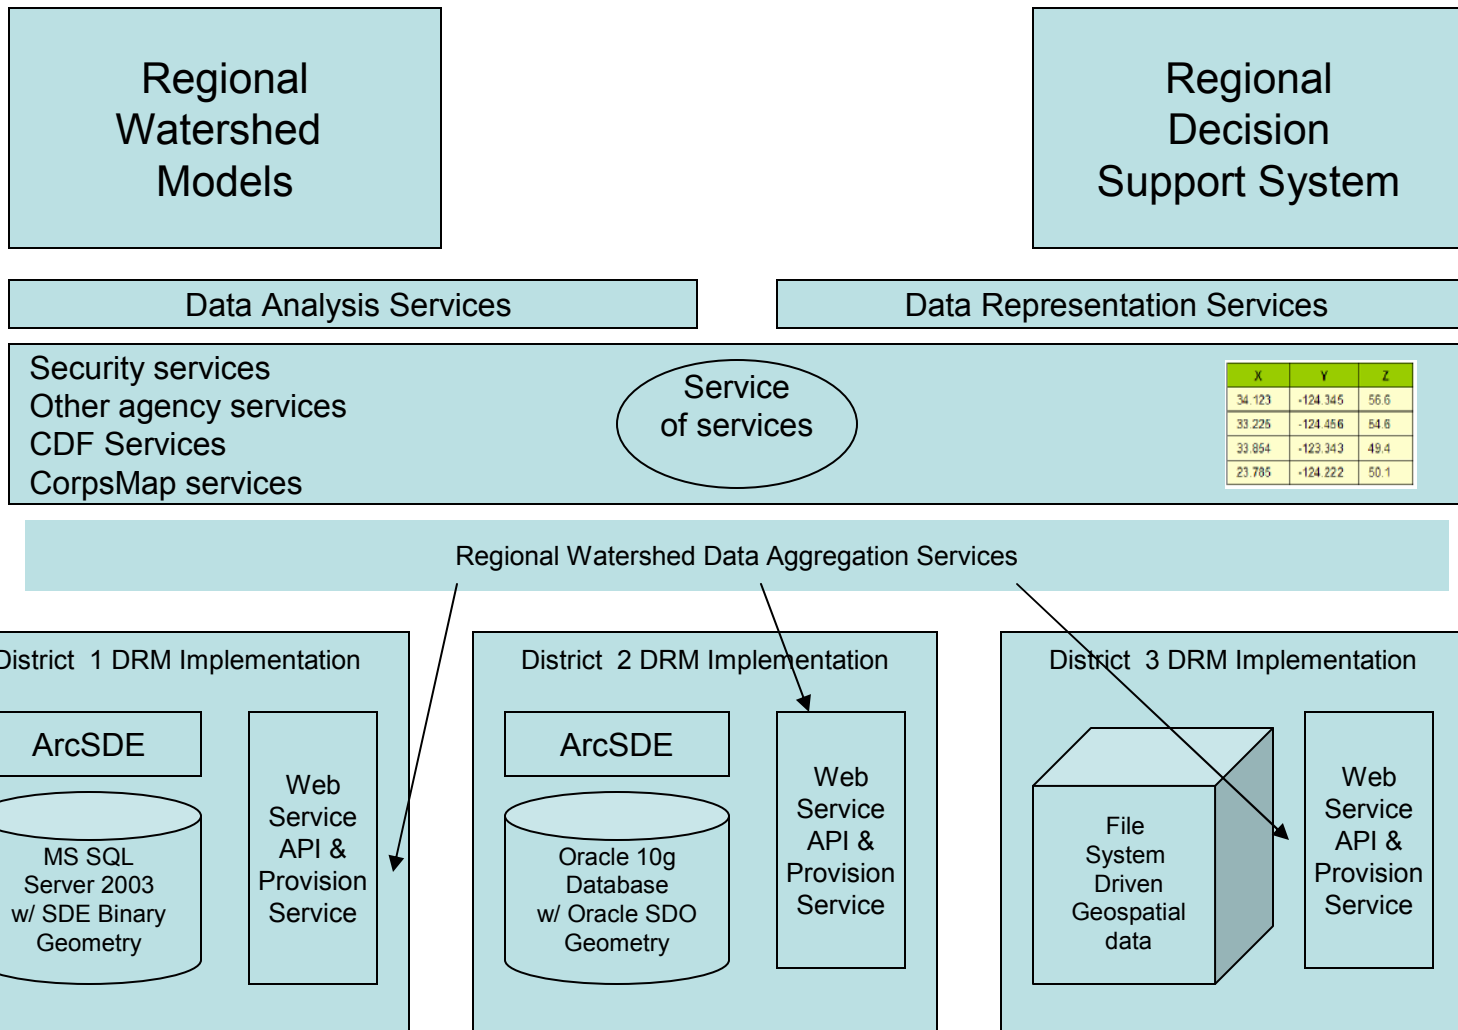 Regional
Watershed
Models
Regional
Decision
Support System
Data Analysis Services
Data Representation Services
Security services
Other agency services
CDF Services
CorpsMap services
Service
of services
X Y Z
34.123 -124.345 56.6
33.225 -124.456 54.6
33.854 -123.343 49.4
23.785 -124.222 50.1
Regional Watershed Data Aggregation Services
District 1 DRM Implementation
ArcSDE
MS SQL
Server 2003
w/ SDE Binary
Geometry
Web
Service
API &
Provision
Service
District 2 DRM Implementation
ArcSDE
Oracle 10g
Database
w/ Oracle SDO
Geometry
Web
Service
API &
Provision
Service
District 3 DRM Implementation
File
System
Driven
Geospatial
data
Web
Service
API &
Provision
Service